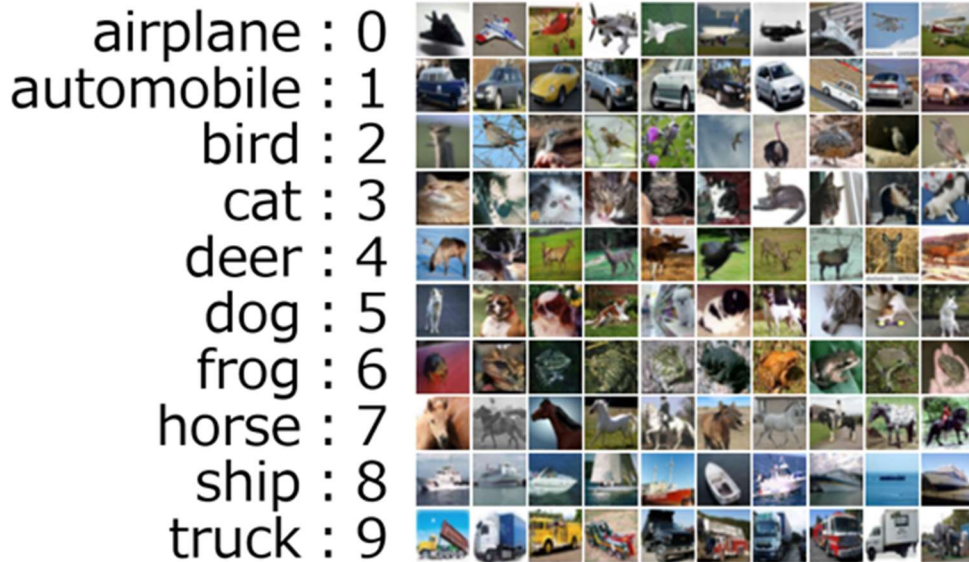 airplane : 0
automobile : 1
bird : 2
cat : 3
deer : 4
dog : 5
frog : 6
horse : 7
ship : 8
truck : 9